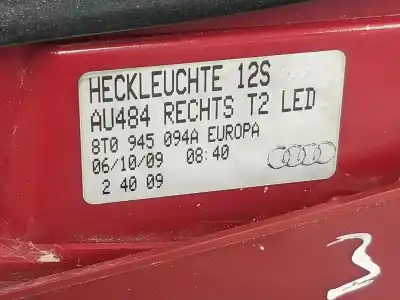 HECKLEUCHTE 12S
AU484 RECHTS T2 LED
8T0 945 094A EUROPA
06/10/09 08:40
2 40 09
3